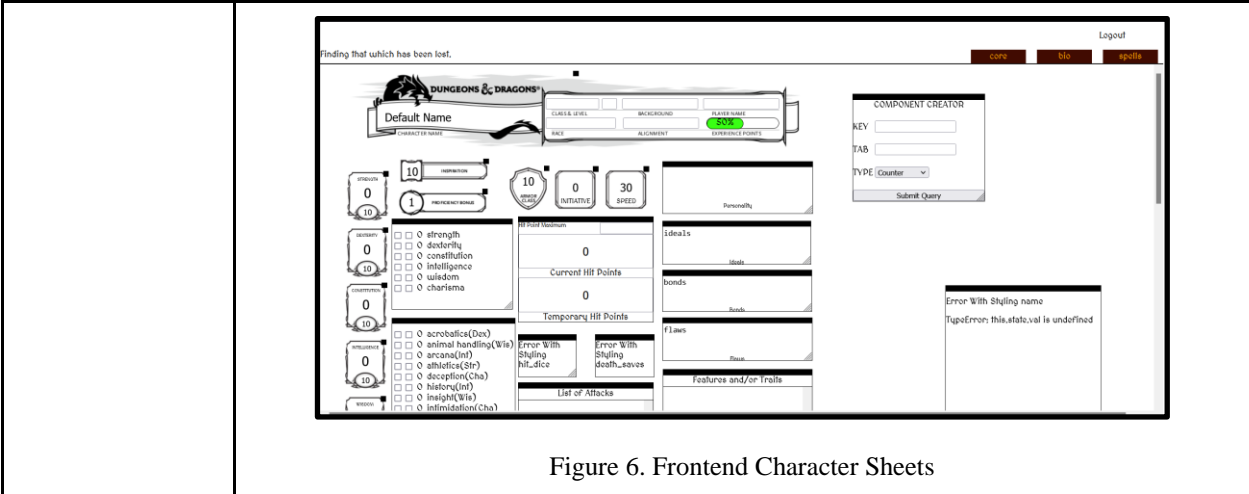 Logout
Finding that which has been lost.
core bio spells
DUNGEONS & DRAGONS®
Default Name
CHARACTER NAME
CLASS & LEVEL BACKGROUND PLAYER NAME
50%
RACE ALIGNMENT EXPERIENCE POINTS
COMPONENT CREATOR
KEY
TAB
TYPE Counter
Submit Query
STRENGTH
0
10
DEXTERITY
0
10
CONSTITUTION
0
10
INTELLIGENCE
0
10
WISDOM
10 INSPIRATION
1 PROFICIENCY BONUS
0 strength
0 dexterity
0 constitution
0 intelligence
0 wisdom
0 charisma
0 acrobatics(Dex)
0 animal handling(Wis)
0 arcana(Int)
0 athletics(Str)
0 deception(Cha)
0 history(Int)
0 insight(Wis)
0 intimidation(Cha)
10
ARMOR
CLASS
0
INITIATIVE
30
SPEED
Hit Point Maximum
0
Current Hit Points
0
Temporary Hit Points
Error With
Styling
hit_dice
Error With
Styling
death_saves
List of Attacks
Personality
ideals
Ideals
bonds
Bonds
flaws
Flaws
Features and/or Traits
Error With Styling name
TypeError: this.state.val is undefined
Figure 6. Frontend Character Sheets